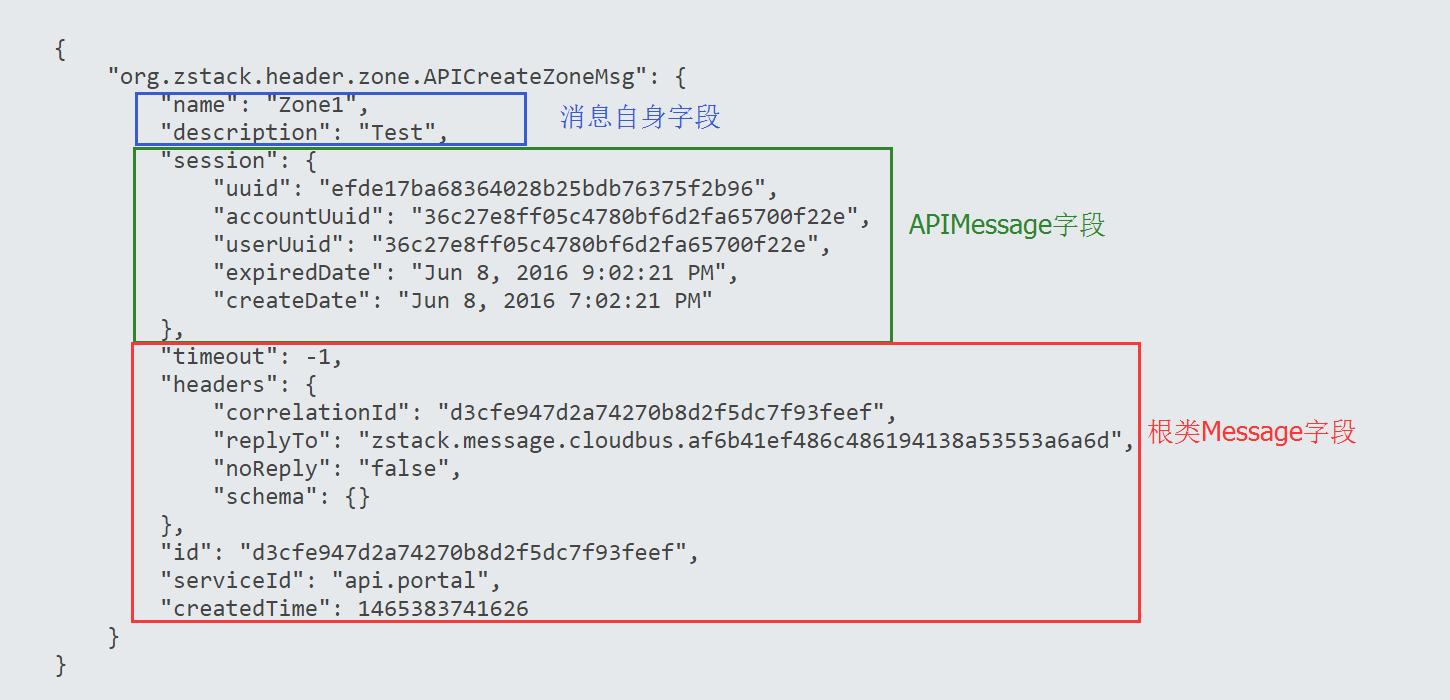 {
"org.zstack.header.zone.APICreateZoneMsg": {
"name": "Zone1",
"description": "Test",
消息自身字段
"session": {
"uuid": "efde17ba68364028b25bdb76375f2b96",
"accountUuid": "36c27e8ff05c4780bf6d2fa65700f22e",
"userUuid": "36c27e8ff05c4780bf6d2fa65700f22e",
"expiredDate": "Jun 8, 2016 9:02:21 PM",
"createDate": "Jun 8, 2016 7:02:21 PM"
},
APIMessage字段
"timeout": -1,
"headers": {
"correlationId": "d3cfe947d2a74270b8d2f5dc7f93feef",
"replyTo": "zstack.message.cloudbus.af6b41ef486c486194138a53553a6a6d",
"noReply": "false",
"schema": {}
},
"id": "d3cfe947d2a74270b8d2f5dc7f93feef",
"serviceId": "api.portal",
"createdTime": 1465383741626
根类Message字段
}
}